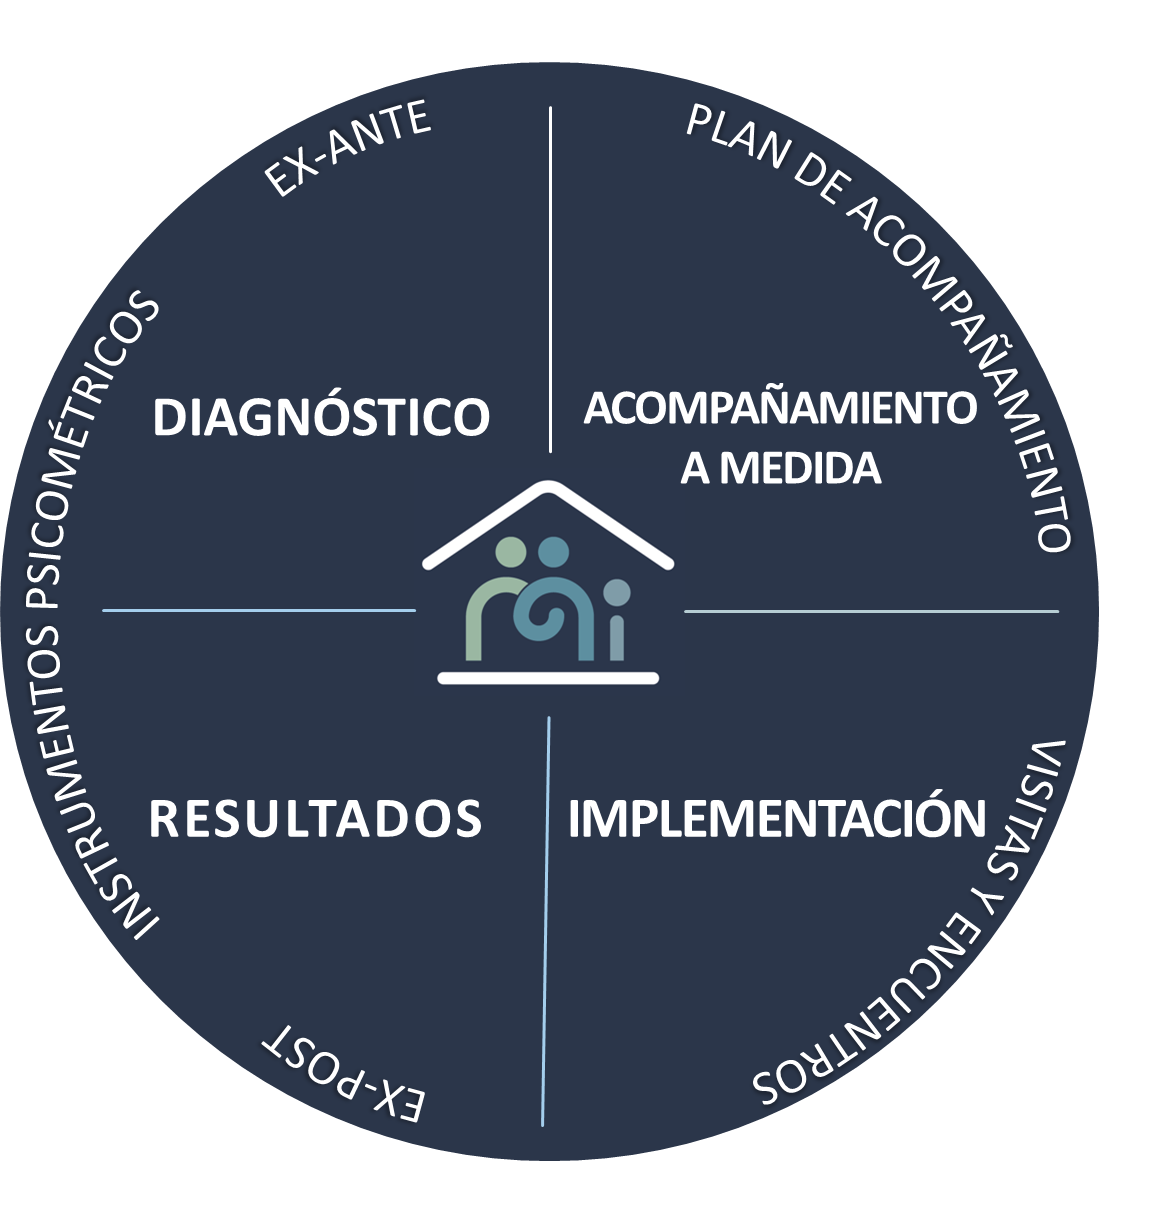 EX-ANTE
PLAN DE ACOMPAÑAMIENTO
INSTRUMENTOS PSICOMÉTRICOS
DIAGNÓSTICO
ACOMPAÑAMIENTO
A MEDIDA
RESULTADOS
IMPLEMENTACIÓN
VISITAS Y ENCUENTROS
EX-POST